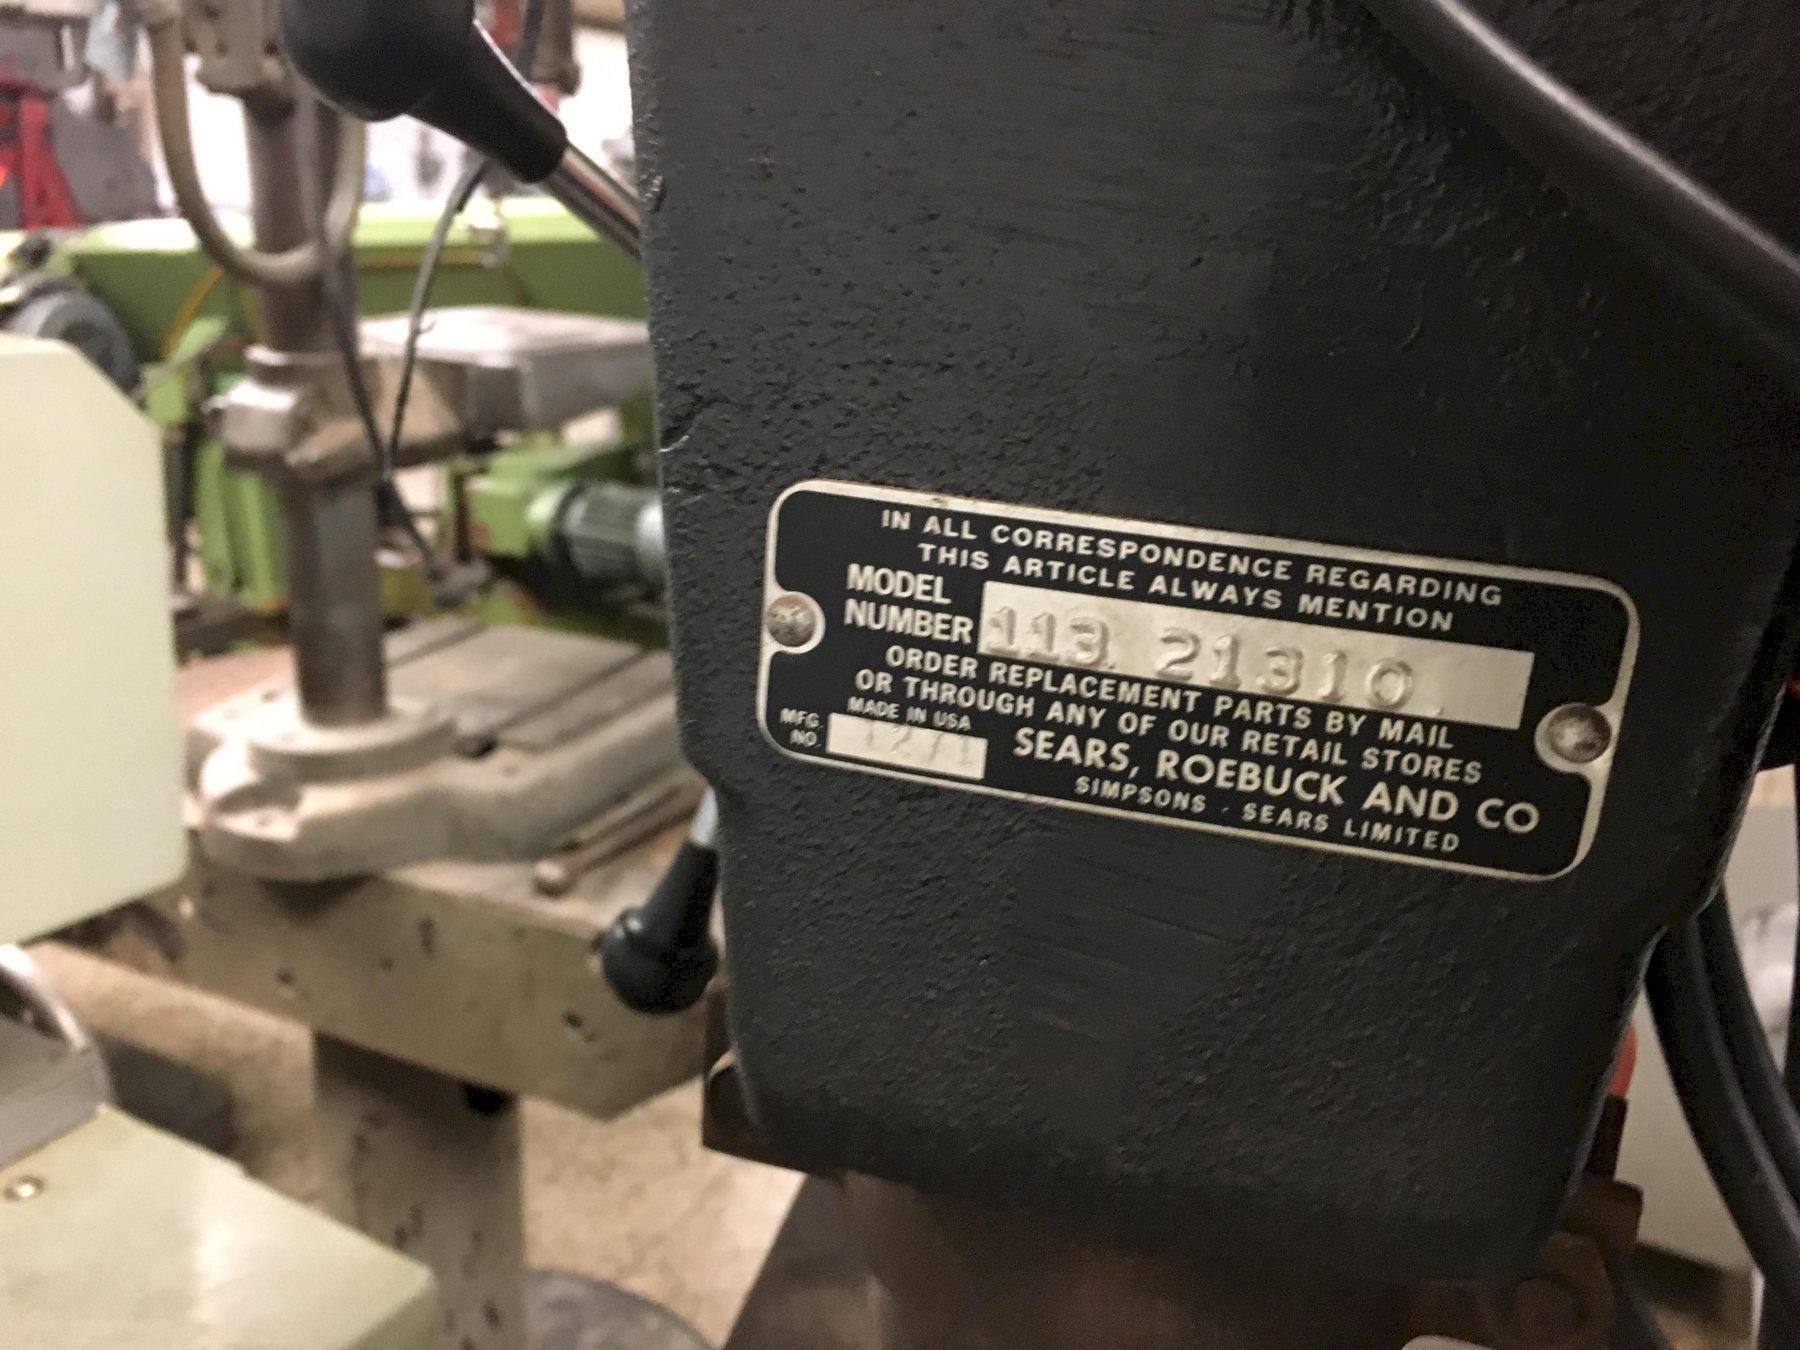 IN ALL CORRESPONDENCE REGARDING
THIS ARTICLE ALWAYS MENTION
MODEL
NUMBER 113. 21310
ORDER REPLACEMENT PARTS BY MAIL
OR THROUGH ANY OF OUR RETAIL STORES
MADE IN USA
MFG.
NO. 1271
SEARS, ROEBUCK AND CO
SIMPSONS - SEARS LIMITED